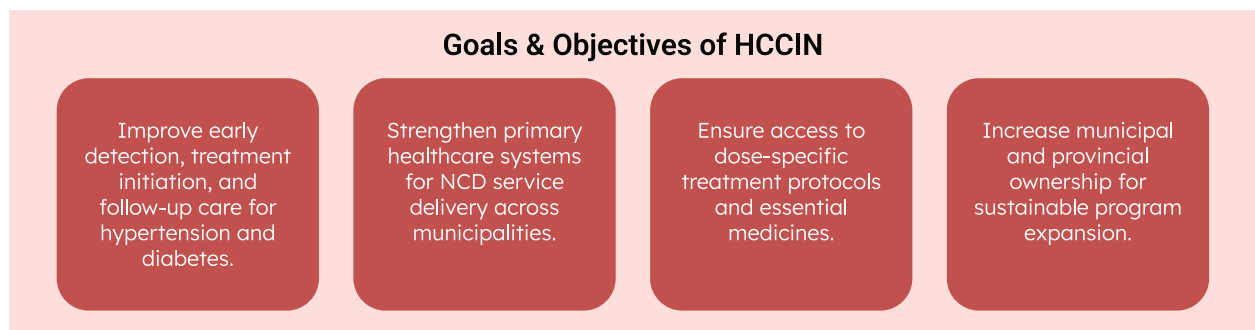 Goals & Objectives of HCCIN
Improve early
detection, treatment
initiation, and
follow-up care for
hypertension and
diabetes.
Strengthen primary
healthcare systems
for NCD service
delivery across
municipalities.
Ensure access to
dose-specific
treatment protocols
and essential
medicines.
Increase municipal
and provincial
ownership for
sustainable program
expansion.